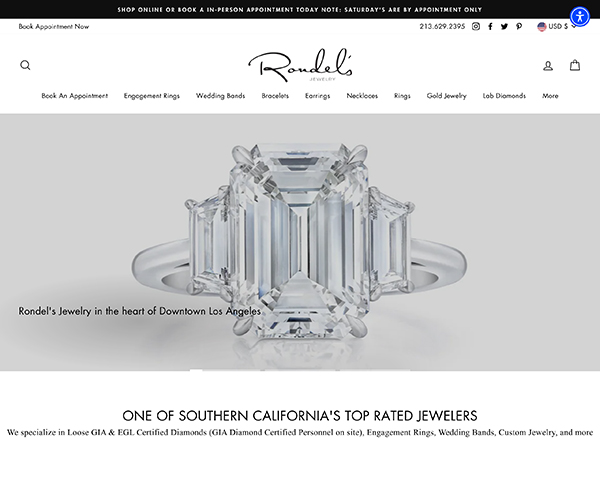 SHOP ONLINE OR BOOK A IN-PERSON APPOINTMENT TODAY NOTE: SATURDAY'S ARE BY APPOINTMENT ONLY
Book Appointment Now
213.629.2395
USD $
Rondel's
JEWELRY
Book An Appointment Engagement Rings Wedding Bands Bracelets Earrings Necklaces Rings Gold Jewelry Lab Diamonds More
Rondel's Jewelry in the heart of Downtown Los Angeles
ONE OF SOUTHERN CALIFORNIA'S TOP RATED JEWELERS
We specialize in Loose GIA & EGL Certified Diamonds (GIA Diamond Certified Personnel on site), Engagement Rings, Wedding Bands, Custom Jewelry, and more